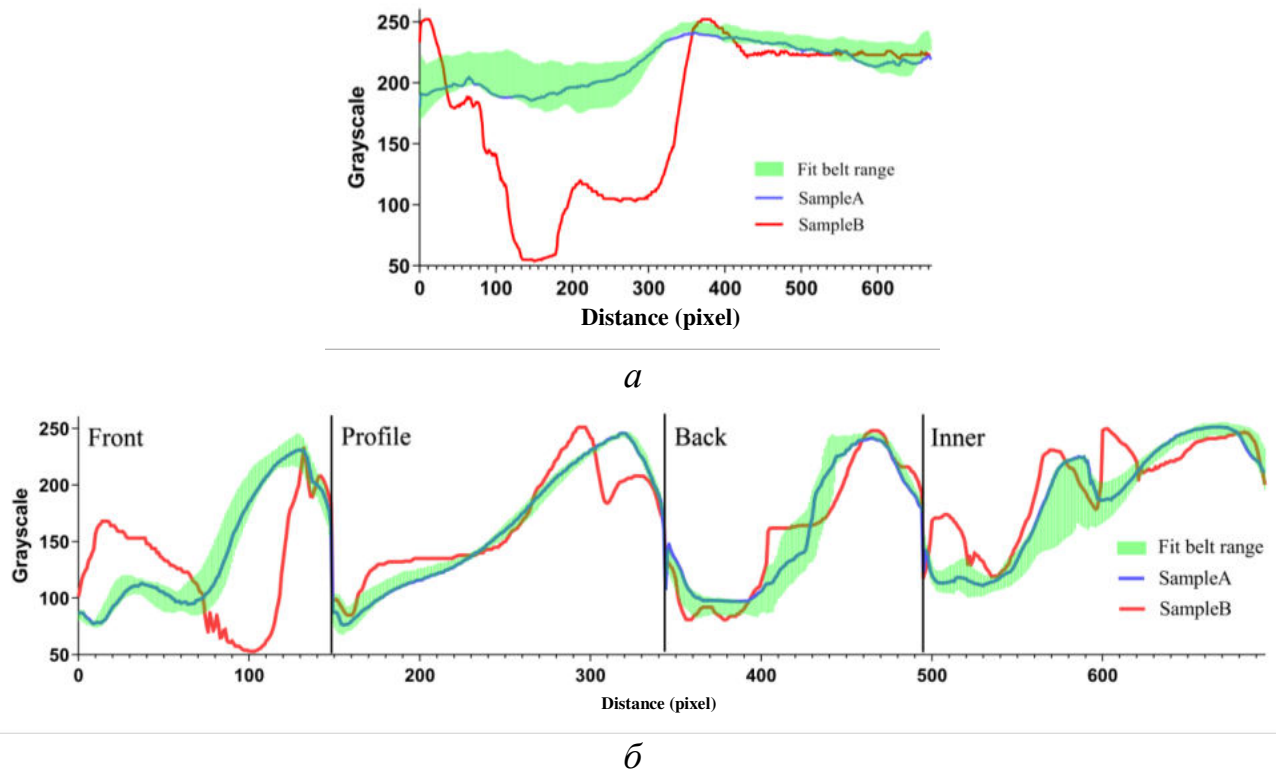 250
200
150
100
50
Grayscale
Fit belt range
SampleA
SampleB
0 100 200 300 400 500 600
Distance (pixel)
а
Front Profile Back Inner
250
200
150
100
50
Grayscale
Fit belt range
SampleA
SampleB
0 100 200 300 400 500 600
Distance (pixel)
б